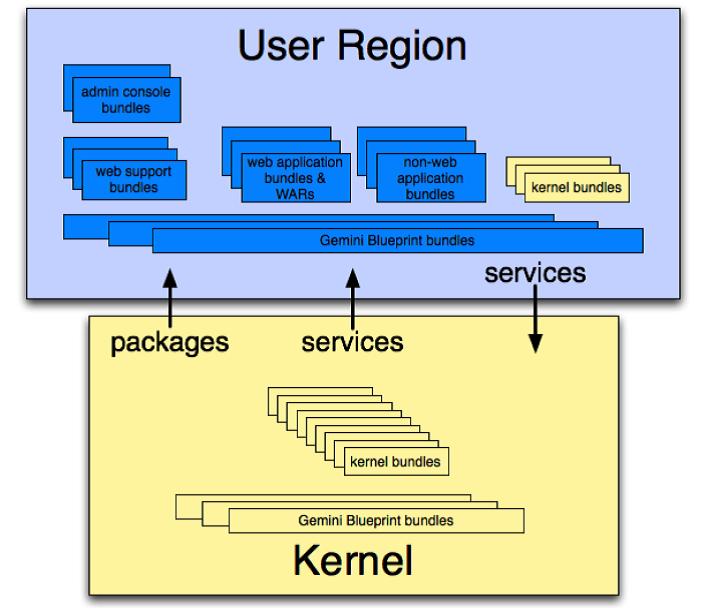 User Region
admin console
bundles
web support
bundles
web application
bundles &
WARs
non-web
application
bundles
kernel bundles
Gemini Blueprint bundles
services
packages
services
kernel bundles
Gemini Blueprint bundles
Kernel